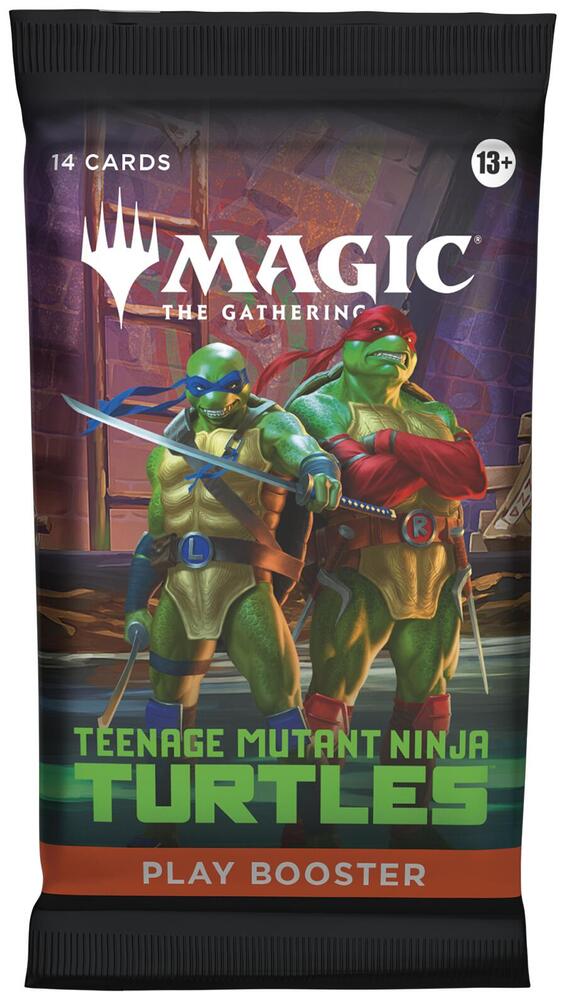 14 CARDS
13+
MAGIC®
THE GATHERING
L
R
TEENAGE MUTANT NINJA
TURTLES
PLAY BOOSTER